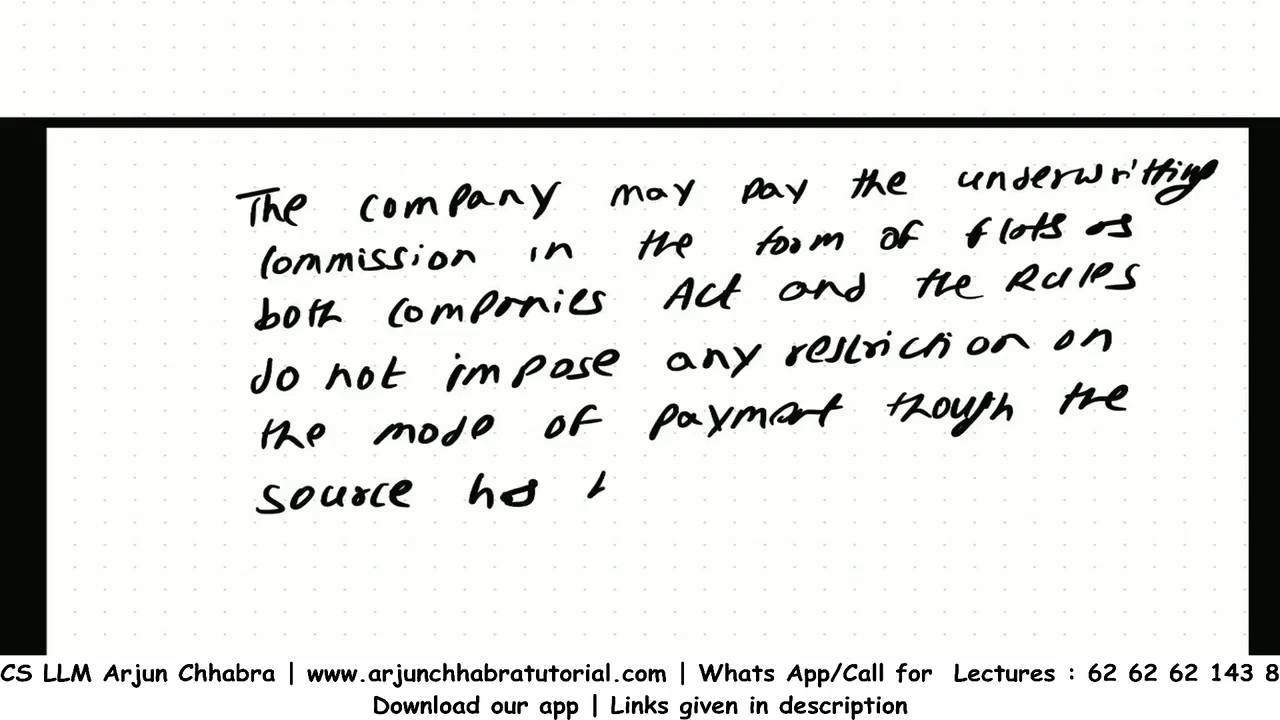 The company may pay the underwritting
commission in the form of flats as
both companies Act and the Rules
do not impose any restriction on
the mode of payment though the
source has
CS LLM Arjun Chhabra | www.arjunchhabratutorial.com | Whats App/Call for Lectures : 62 62 62 143 8
Download our app | Links given in description